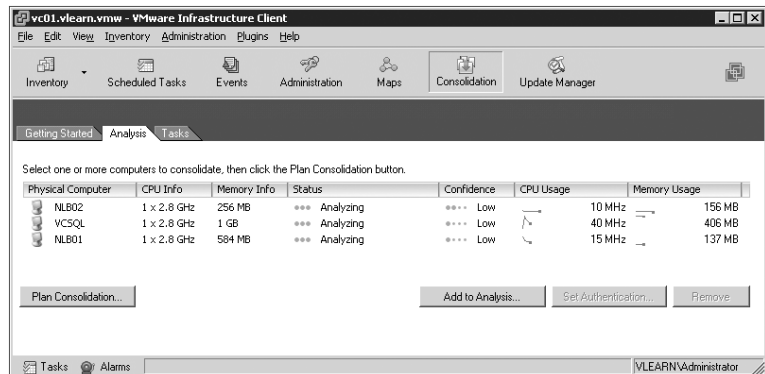 vc01.vlearn.vmw - VMware Infrastructure Client
File Edit View Inventory Administration Plugins Help
Inventory Scheduled Tasks Events Administration Maps Consolidation Update Manager
Getting Started Analysis Tasks
Select one or more computers to consolidate, then click the Plan Consolidation button.
Physical Computer CPU Info Memory Info Status Confidence CPU Usage Memory Usage
NLB02 1 x 2.8 GHz 256 MB Analyzing Low 10 MHz 156 MB
VCSQL 1 x 2.8 GHz 1 GB Analyzing Low 40 MHz 406 MB
NLB01 1 x 2.8 GHz 584 MB Analyzing Low 15 MHz 137 MB
Plan Consolidation... Add to Analysis... Set Authentication... Remove
Tasks Alarms VLEARN\Administrator